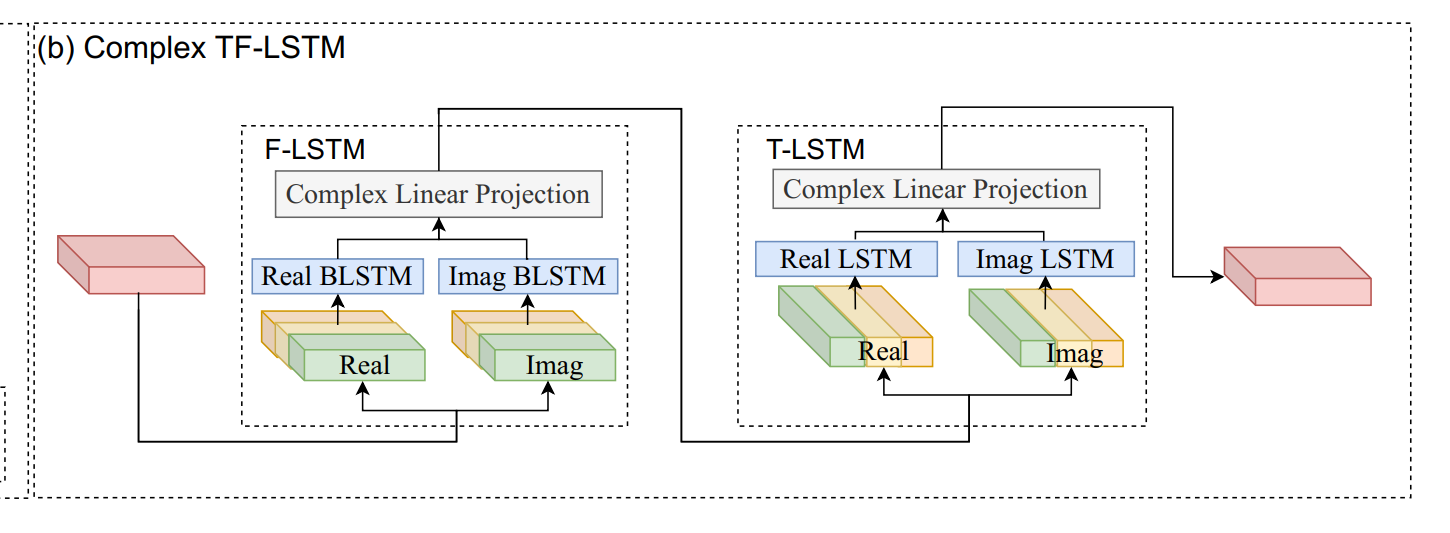 (b) Complex TF-LSTM
F-LSTM
Complex Linear Projection
Real BLSTM
Imag BLSTM
Real
Imag
T-LSTM
Complex Linear Projection
Real LSTM
Imag LSTM
Real
Imag